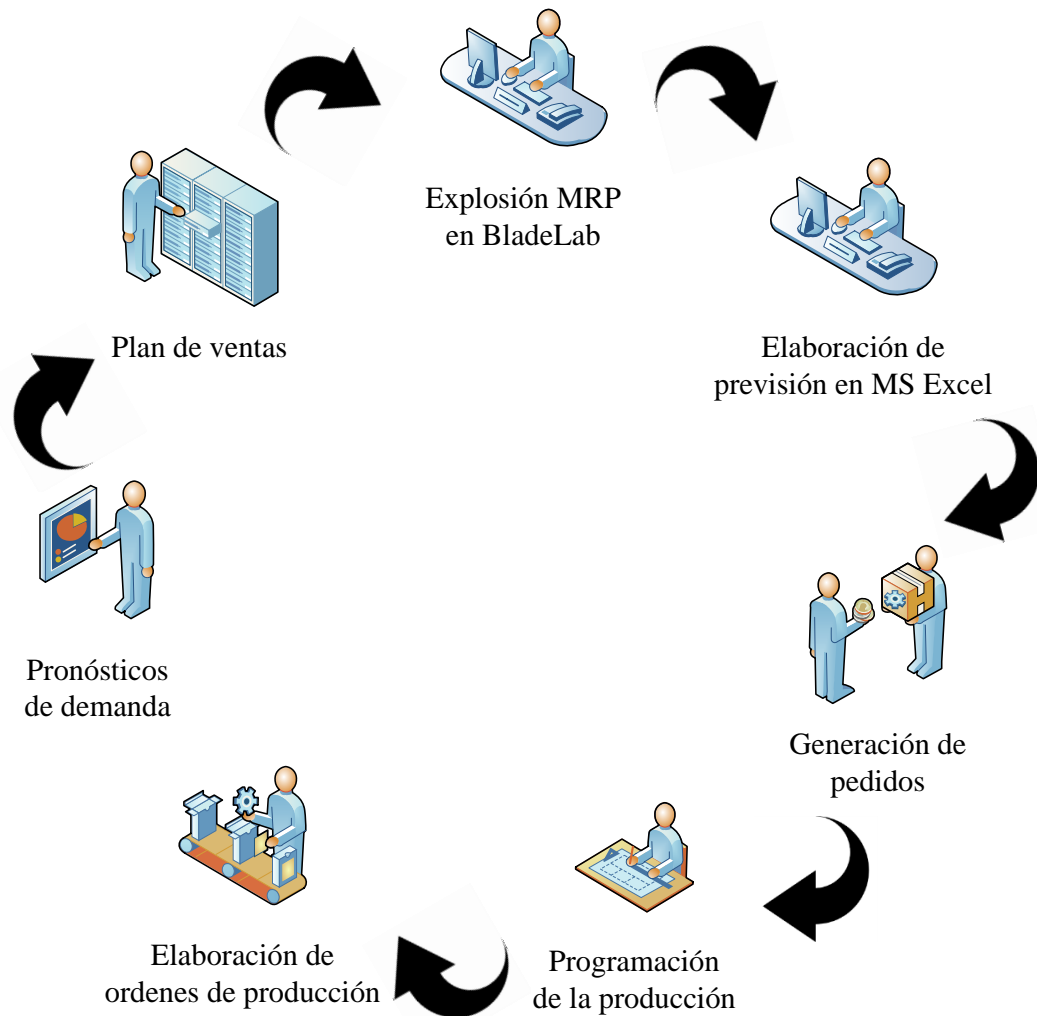 Explosión MRP
en BladeLab
Plan de ventas
Elaboración de
previsión en MS Excel
Pronósticos
de demanda
Generación de
pedidos
Elaboración de
ordenes de producción
Programación
de la producción